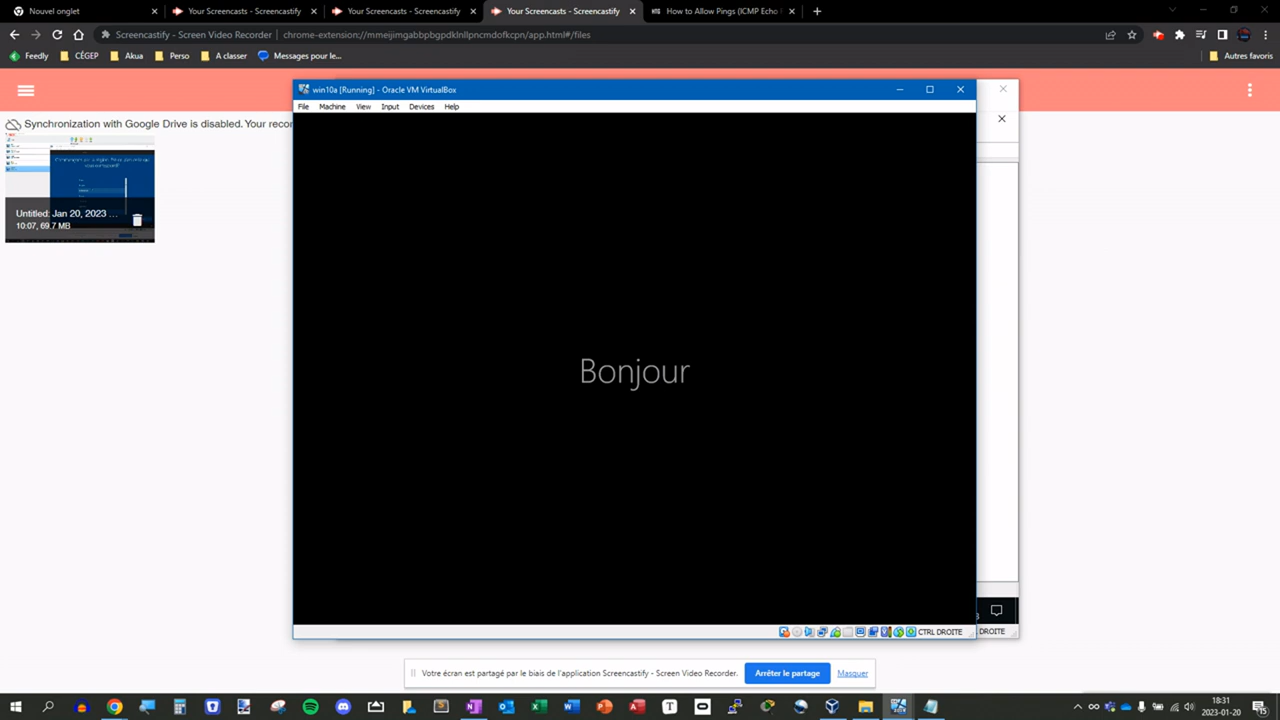 Nouvel onglet
Your Screencasts - Screencastify
Your Screencasts - Screencastify
Your Screencasts - Screencastify
How to Allow Pings (ICMP Echo
Screencastify - Screen Video Recorder | chrome-extension://mmeijimgabbpbgpdklnllpncmdofkcpn/app.html#/files
Feedly
CÉGEP
Akua
Perso
A classer
Messages pour le...
Autres favoris
win10a [Running] - Oracle VM VirtualBox
File Machine View Input Devices Help
Synchronization with Google Drive is disabled. Your recor
Untitled: Jan 20, 2023 ...
10:07, 69.7 MB
Bonjour
CTRL DROITE
DROITE
Votre écran est partagé par le biais de l'application Screencastify - Screen Video Recorder.
Arrêter le partage
Masquer
18:31
2023-01-20